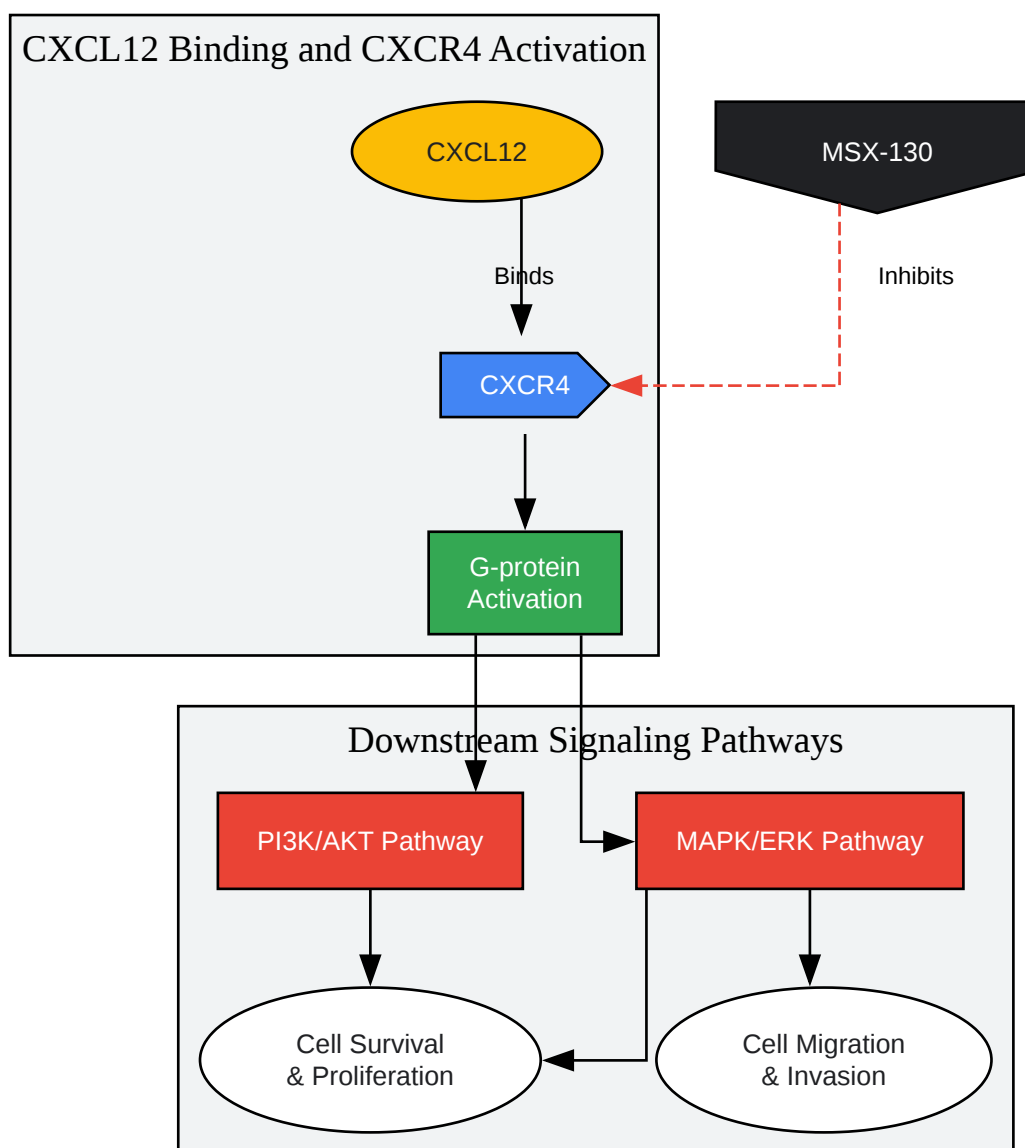 CXCL12 Binding and CXCR4 Activation
CXCL12
MSX-130
Binds
Inhibits
CXCR4
G-protein
Activation
Downstream Signaling Pathways
PI3K/AKT Pathway
MAPK/ERK Pathway
Cell Survival
& Proliferation
Cell Migration
& Invasion